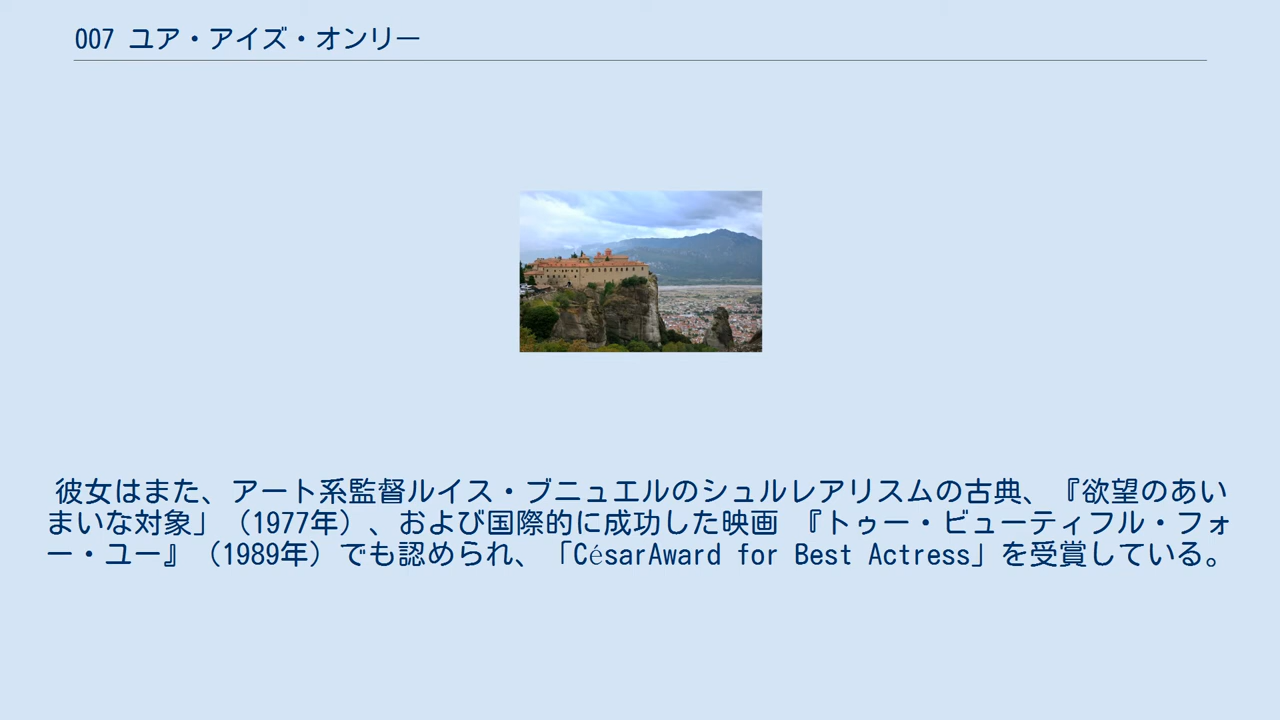 007 ユア・アイズ・オンリー
彼女はまた、アート系監督ルイス・ブニュエルのシュルレアリスムの古典、『欲望のあい
まいな対象」（1977年）、および国際的に成功した映画 『トゥー・ビューティフル・フォ
ー・ユー』（1989年）でも認められ、「CésarAward for Best Actress」を受賞している。